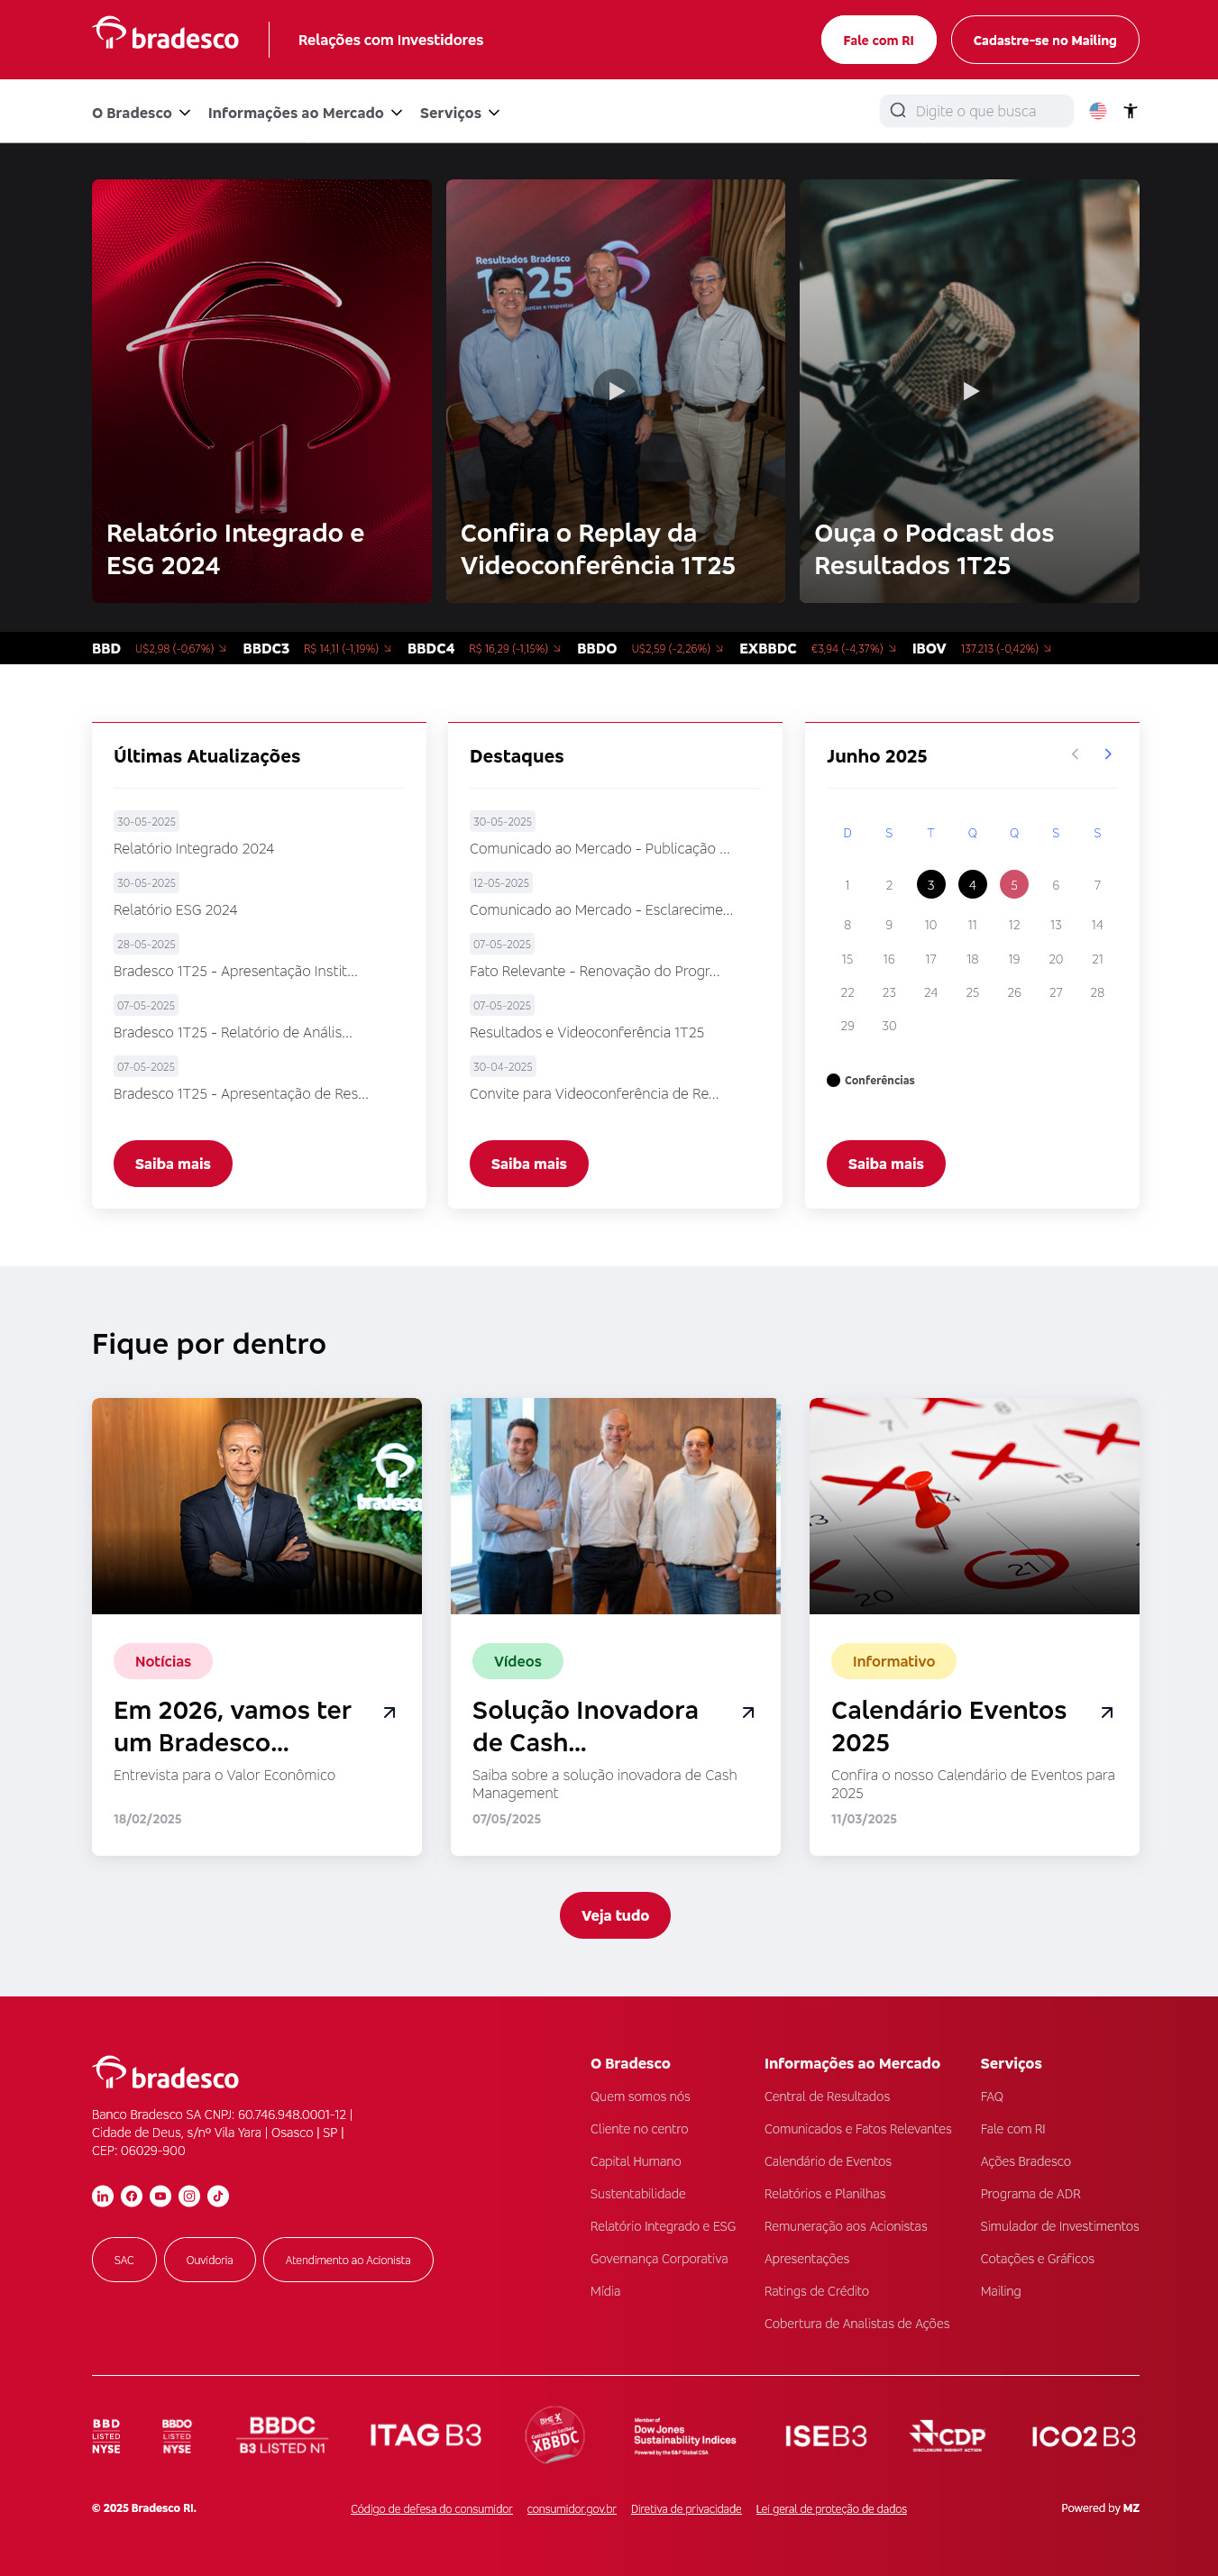 bradesco
Relações com Investidores
Fale com RI
Cadastre-se no Mailing
O Bradesco
Informações ao Mercado
Serviços
Digite o que busca
Resultados Bradesco
1T25
Relatório Integrado e
ESG 2024
Confira o Replay da
Videoconferência 1T25
Ouça o Podcast dos
Resultados 1T25
BBD U$2,98 (-0,67%) BBDC3 R$ 14,11 (-1,19%) BBDC4 R$ 16,29 (-1,15%) BBDO U$2,59 (-2,26%) EXBBDC €3,94 (-4,37%) IBOV 137.213 (-0,42%)
Últimas Atualizações
30-05-2025
Relatório Integrado 2024
30-05-2025
Relatório ESG 2024
28-05-2025
Bradesco 1T25 - Apresentação Instit...
07-05-2025
Bradesco 1T25 - Relatório de Anális...
07-05-2025
Bradesco 1T25 - Apresentação de Res...
Saiba mais
Destaques
30-05-2025
Comunicado ao Mercado - Publicação ...
12-05-2025
Comunicado ao Mercado - Esclarecime...
07-05-2025
Fato Relevante - Renovação do Progr...
07-05-2025
Resultados e Videoconferência 1T25
30-04-2025
Convite para Videoconferência de Re...
Saiba mais
Junho 2025
D S T Q Q S S
1 2 3 4 5 6 7
8 9 10 11 12 13 14
15 16 17 18 19 20 21
22 23 24 25 26 27 28
29 30
Conferências
Saiba mais
Fique por dentro
bradesco
7
14
15
20
21
Notícias
Em 2026, vamos ter
um Bradesco...
Entrevista para o Valor Econômico
18/02/2025
Vídeos
Solução Inovadora
de Cash...
Saiba sobre a solução inovadora de Cash
Management
07/05/2025
Informativo
Calendário Eventos
2025
Confira o nosso Calendário de Eventos para
2025
11/03/2025
Veja tudo
bradesco
Banco Bradesco SA CNPJ: 60.746.948.0001-12 |
Cidade de Deus, s/nº Vila Yara | Osasco | SP |
CEP: 06029-900
SAC
Ouvidoria
Atendimento ao Acionista
O Bradesco
Quem somos nós
Cliente no centro
Capital Humano
Sustentabilidade
Relatório Integrado e ESG
Governança Corporativa
Mídia
Informações ao Mercado
Central de Resultados
Comunicados e Fatos Relevantes
Calendário de Eventos
Relatórios e Planilhas
Remuneração aos Acionistas
Apresentações
Ratings de Crédito
Cobertura de Analistas de Ações
Serviços
FAQ
Fale com RI
Ações Bradesco
Programa de ADR
Simulador de Investimentos
Cotações e Gráficos
Mailing
BBD
LISTED
NYSE
BBDO
LISTED
NYSE
BBDC
B3 LISTED N1
ITAG B3
XBBDC
Member of
Dow Jones
Sustainability Indices
Powered by the S&P Global CSA
ISEB3
CDP
DISCLOSURE INSIGHT ACTION
ICO2 B3
© 2025 Bradesco RI.
Código de defesa do consumidor
consumidor.gov.br
Diretiva de privacidade
Lei geral de proteção de dados
Powered by MZ